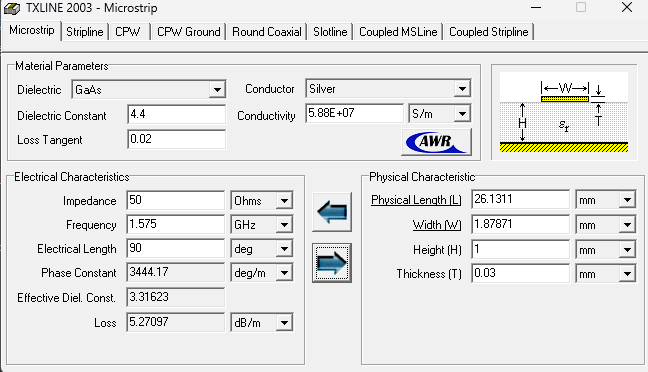 TXLINE 2003 - Microstrip
Microstrip Stripline CPW CPW Ground Round Coaxial Slotline Coupled MSLine Coupled Stripline
Material Parameters
Dielectric GaAs Conductor Silver
Dielectric Constant 4.4 Conductivity 5.88E+07 S/m
Loss Tangent 0.02
AWR
W
H εr T
Electrical Characteristics
Impedance 50 Ohms
Frequency 1.575 GHz
Electrical Length 90 deg
Phase Constant 3444.17 deg/m
Effective Diel. Const. 3.31623
Loss 5.27097 dB/m
Physical Characteristic
Physical Length (L) 26.1311 mm
Width (W) 1.87871 mm
Height (H) 1 mm
Thickness (T) 0.03 mm